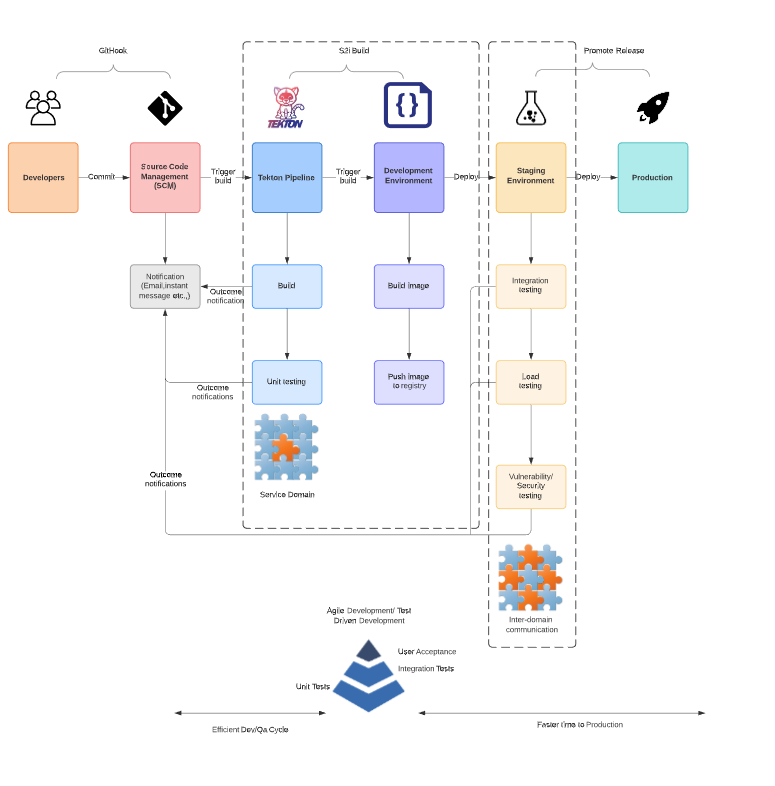 GitHook
S2i Build
Promote Release
{ }
TEKTON
Developers
Commit
Source Code
Management
(SCM)
Trigger
build
Tekton Pipeline
Trigger
build
Development
Environment
Deploy
Staging
Environment
Deploy
Production
Notification
(Email,instant
message etc.,)
Outcome
notification
Build
Build image
Integration
testing
Outcome
notifications
Unit testing
Push image
to registry
Load
testing
Outcome
notifications
Service Domain
Vulnerability/
Security
testing
Inter-domain
communication
Agile Development/ Test
Driven Development
User Acceptance
Integration Tests
Unit Tests
Efficient Dev/Qa Cycle
Faster time to Production